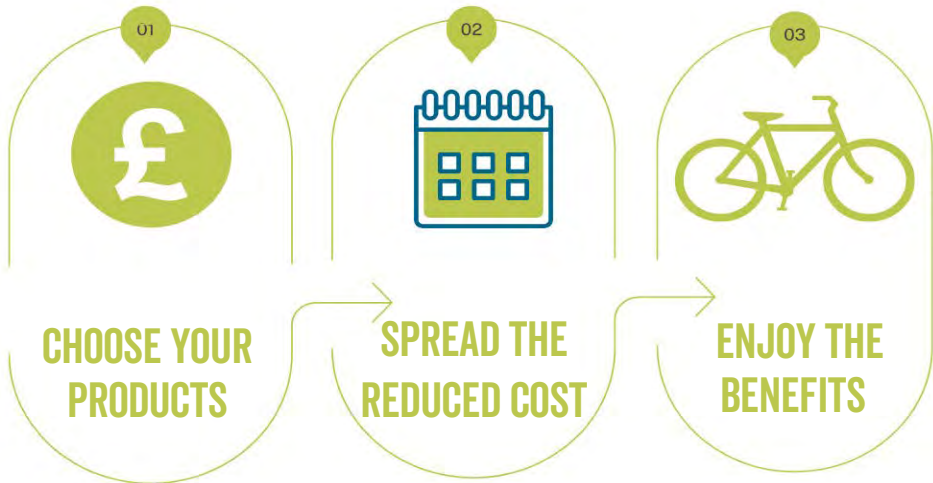 01
02
03
£
CHOOSE YOUR
PRODUCTS
SPREAD THE
REDUCED COST
ENJOY THE
BENEFITS